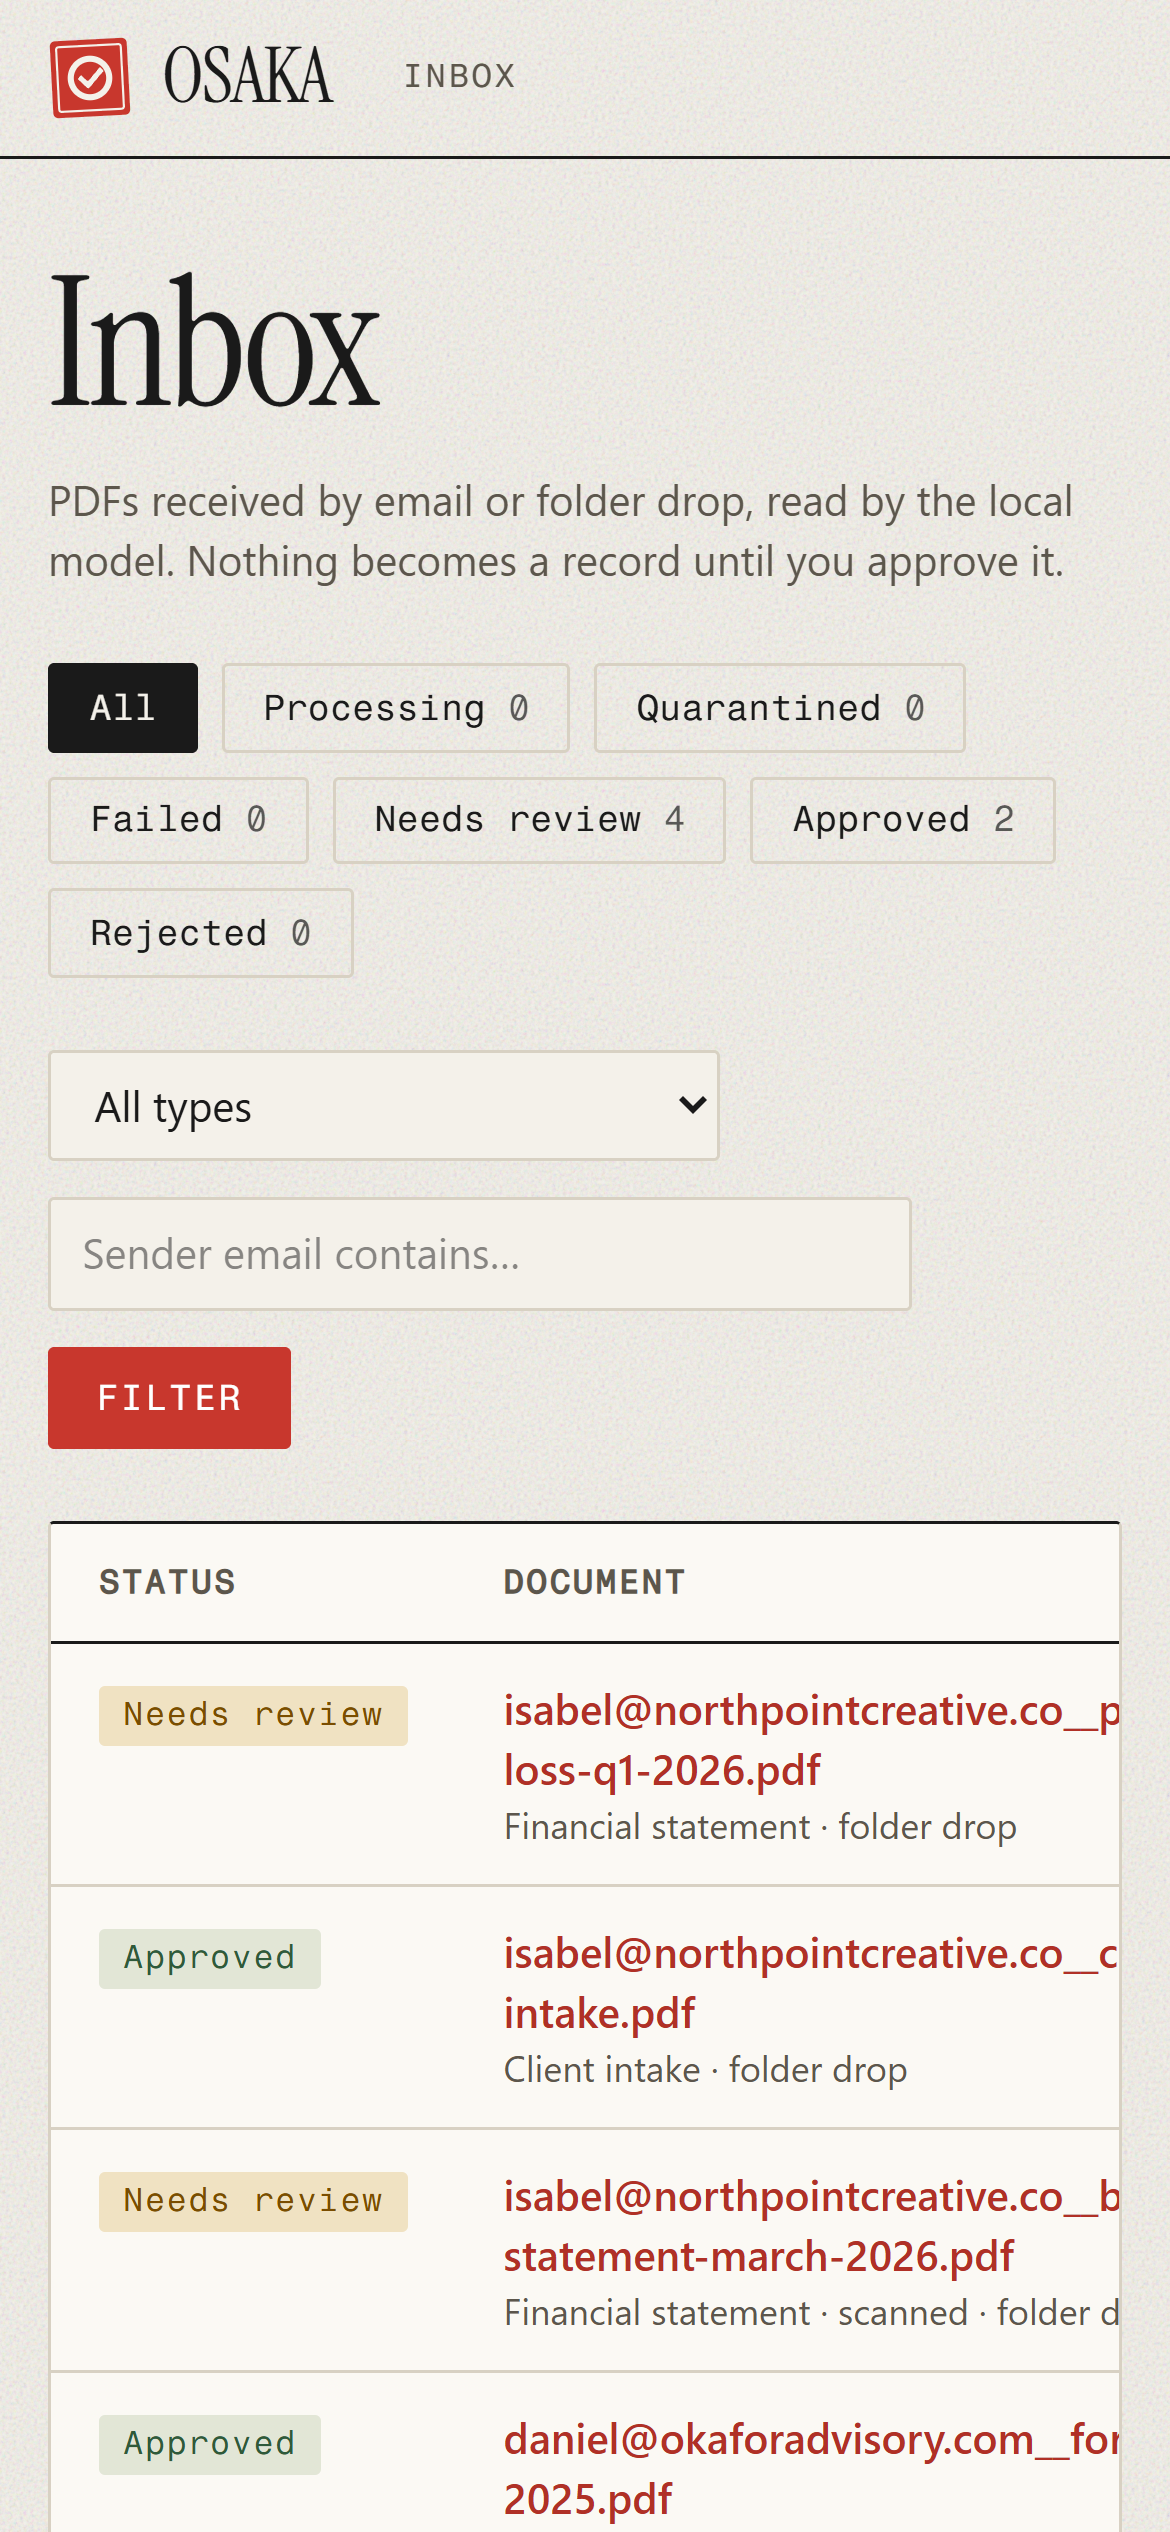 OSAKA INBOX
Inbox
PDFs received by email or folder drop, read by the local
model. Nothing becomes a record until you approve it.
All Processing 0 Quarantined 0
Failed 0 Needs review 4 Approved 2
Rejected 0
All types
Sender email contains...
FILTER
STATUS DOCUMENT
Needs review isabel@northpointcreative.co__p
loss-q1-2026.pdf
Financial statement · folder drop
Approved isabel@northpointcreative.co__c
intake.pdf
Client intake · folder drop
Needs review isabel@northpointcreative.co__b
statement-march-2026.pdf
Financial statement · scanned · folder d
Approved daniel@okaforadvisory.com__for
2025.pdf